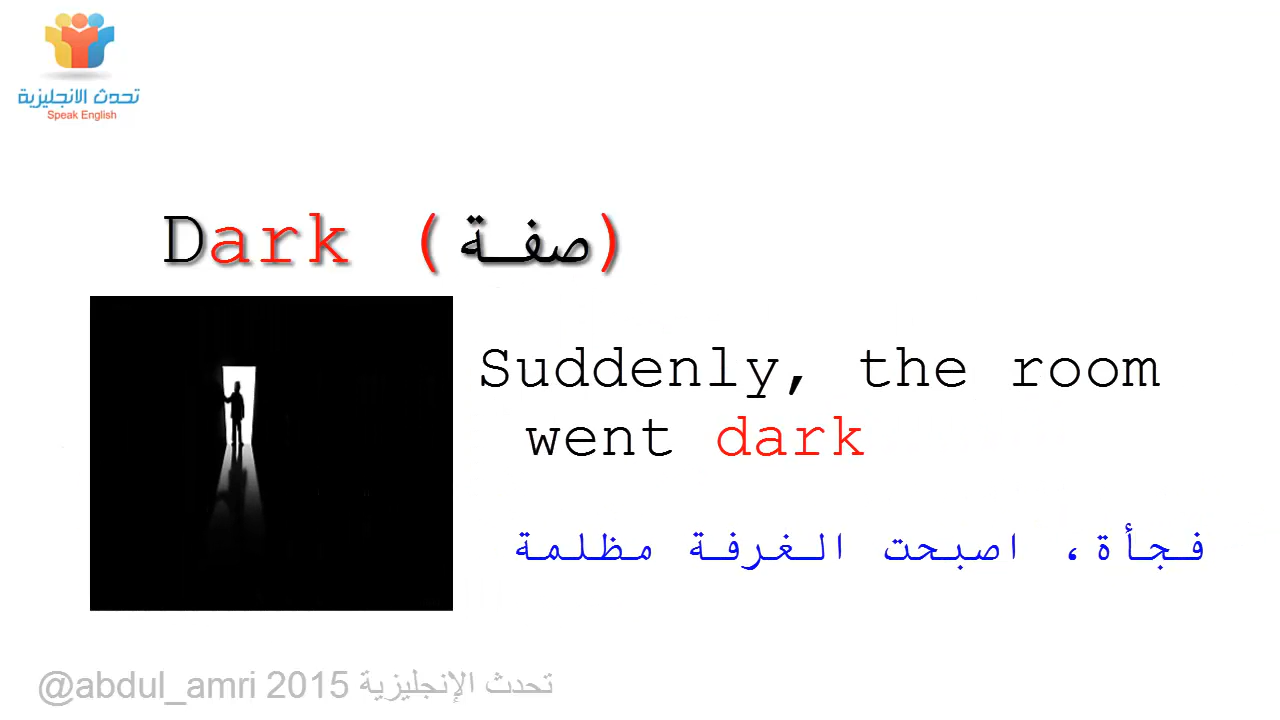 تحدث الانجليزية
Speak English
Dark (صفة)
Suddenly, the room
went dark
فجأة، اصبحت الغرفة مظلمة
@abdul_amri 2015 تحدث الإنجليزية